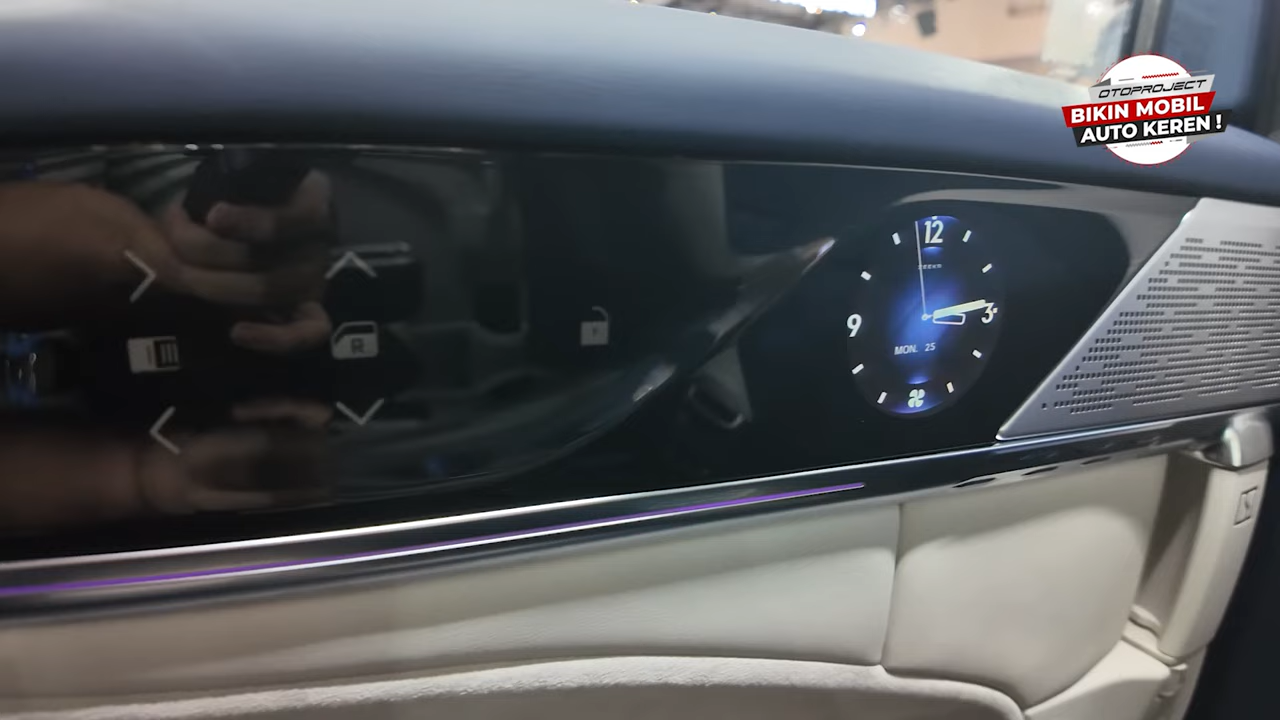 OTOPROJECT
BIKIN MOBIL
AUTO KEREN !
12
9
3
MON. 25
R